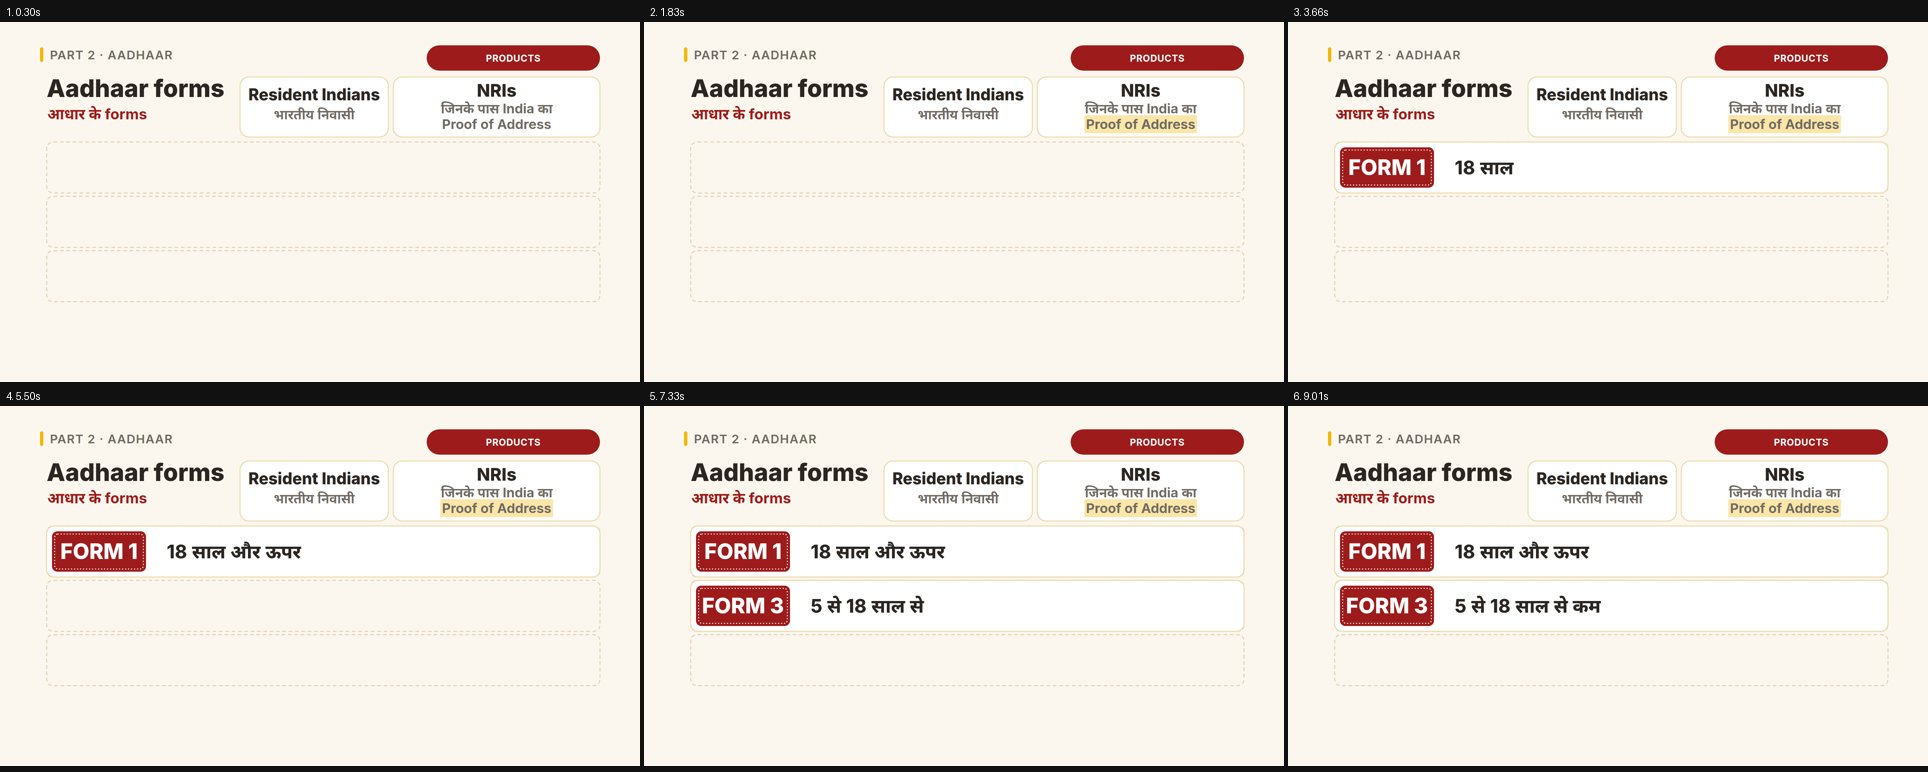 1. 0.30s
PART 2 · AADHAAR
PRODUCTS
Aadhaar forms
आधार के forms
Resident Indians
भारतीय निवासी
NRIs
जिनके पास India का
Proof of Address
2. 1.83s
PART 2 · AADHAAR
PRODUCTS
Aadhaar forms
आधार के forms
Resident Indians
भारतीय निवासी
NRIs
जिनके पास India का
Proof of Address
3. 3.66s
PART 2 · AADHAAR
PRODUCTS
Aadhaar forms
आधार के forms
Resident Indians
भारतीय निवासी
NRIs
जिनके पास India का
Proof of Address
FORM 1 18 साल
4. 5.50s
PART 2 · AADHAAR
PRODUCTS
Aadhaar forms
आधार के forms
Resident Indians
भारतीय निवासी
NRIs
जिनके पास India का
Proof of Address
FORM 1 18 साल और ऊपर
5. 7.33s
PART 2 · AADHAAR
PRODUCTS
Aadhaar forms
आधार के forms
Resident Indians
भारतीय निवासी
NRIs
जिनके पास India का
Proof of Address
FORM 1 18 साल और ऊपर
FORM 3 5 से 18 साल से
6. 9.01s
PART 2 · AADHAAR
PRODUCTS
Aadhaar forms
आधार के forms
Resident Indians
भारतीय निवासी
NRIs
जिनके पास India का
Proof of Address
FORM 1 18 साल और ऊपर
FORM 3 5 से 18 साल से कम